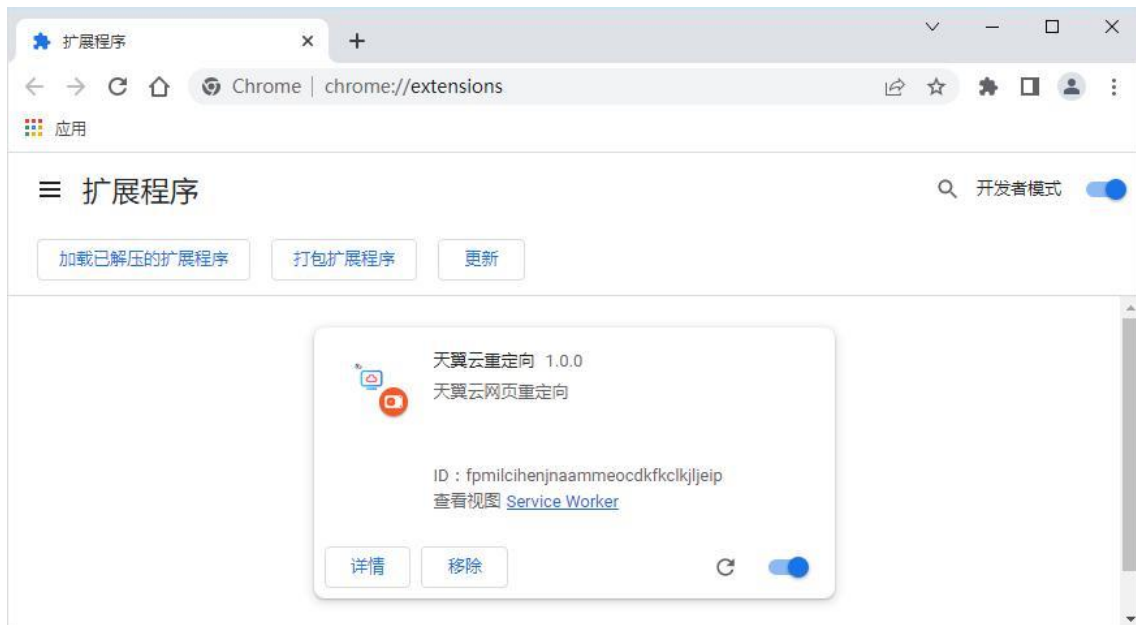 扩展程序
Chrome | chrome://extensions
应用
扩展程序
开发者模式
加载已解压的扩展程序 打包扩展程序 更新
天翼云重定向 1.0.0
天翼云网页重定向
ID：fpmilcihenjnaammeocdkfkclkjljeip
查看视图 Service Worker
详情 移除